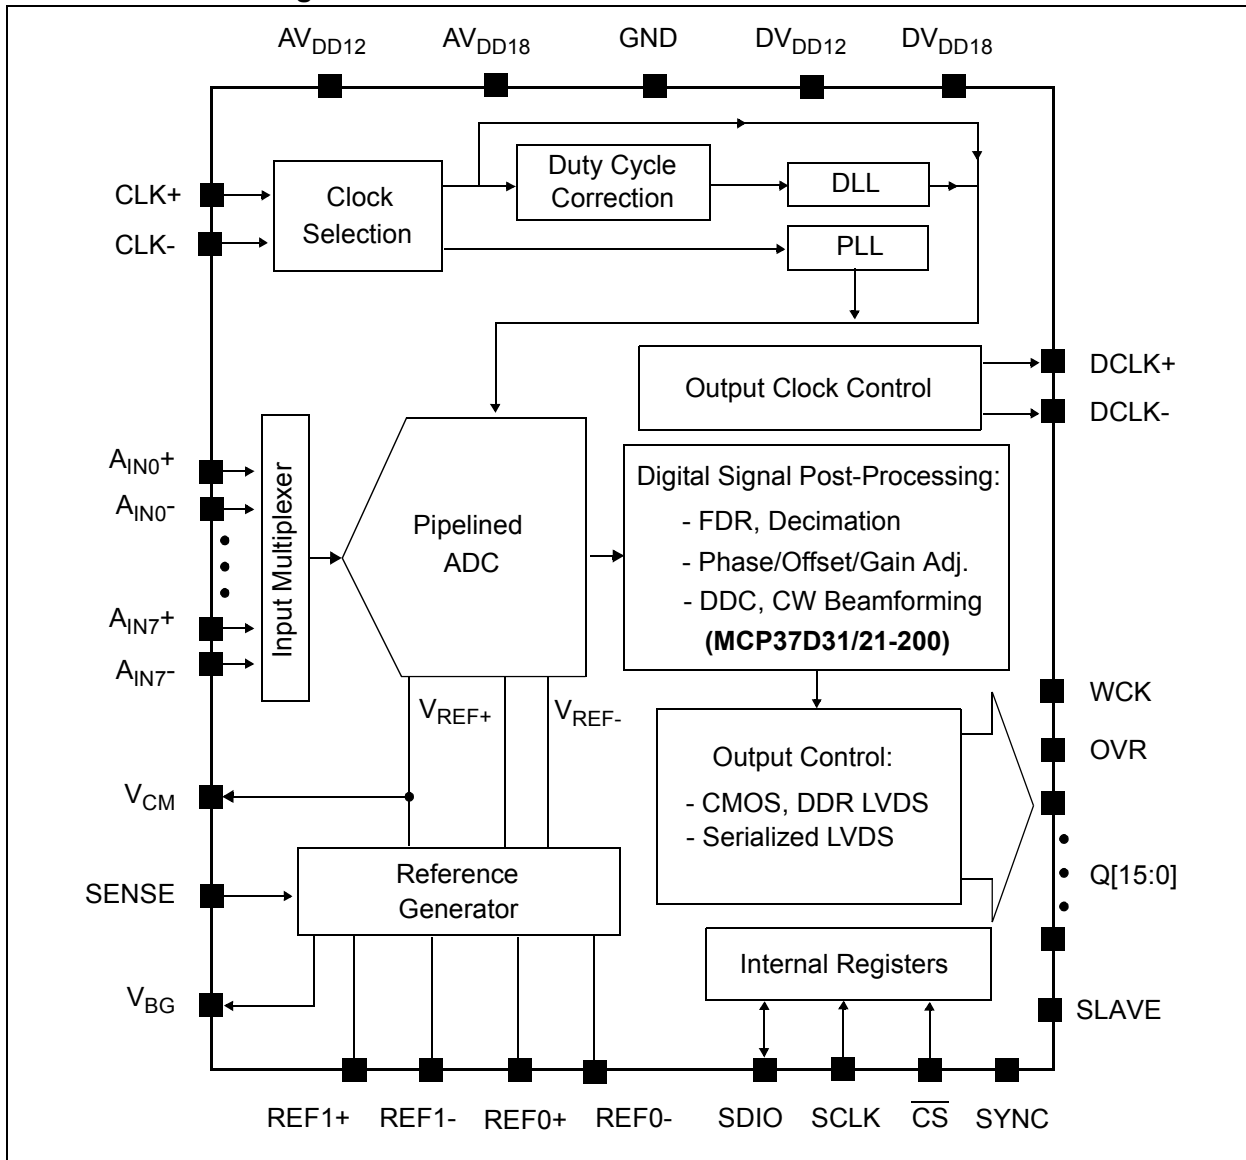 AVDD12 AVDD18 GND DVDD12 DVDD18
CLK+
CLK-
Clock
Selection
Duty Cycle
Correction
DLL
PLL
Output Clock Control
DCLK+
DCLK-
AIN0+
AIN0-
AIN7+
AIN7-
Input Multiplexer
Pipelined
ADC
Digital Signal Post-Processing:
- FDR, Decimation
- Phase/Offset/Gain Adj.
- DDC, CW Beamforming
(MCP37D31/21-200)
VREF+
VREF-
Output Control:
- CMOS, DDR LVDS
- Serialized LVDS
WCK
OVR
Q[15:0]
VCM
SENSE
Reference
Generator
VBG
Internal Registers
SLAVE
REF1+ REF1- REF0+ REF0- SDIO SCLK CS SYNC